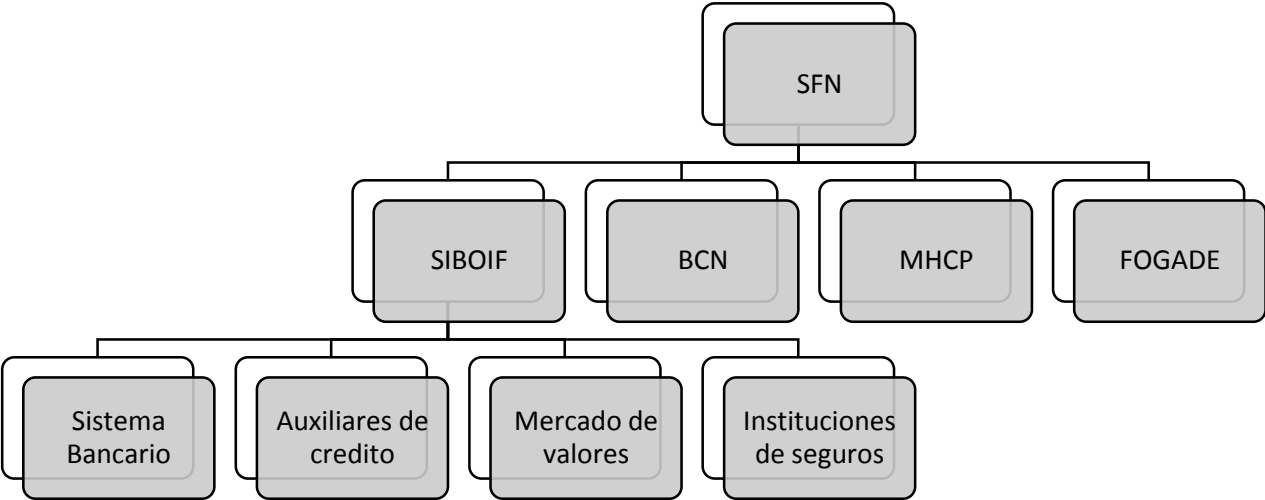 SFN
SIBOIF
BCN
MHCP
FOGADE
Sistema
Bancario
Auxiliares de
credito
Mercado de
valores
Instituciones
de seguros